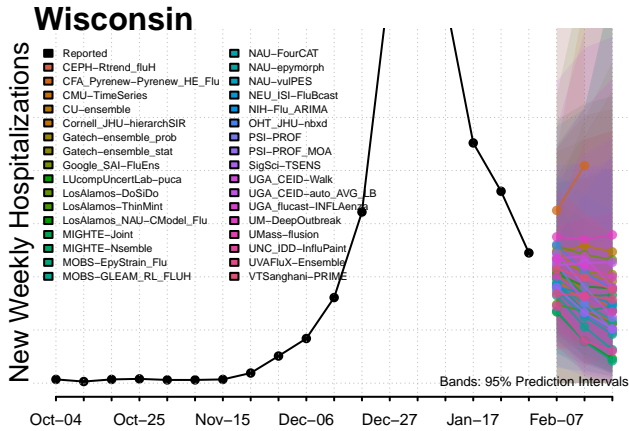 Wisconsin
New Weekly Hospitalizations
Reported
CEPH−Rtrend_fluH
CFA_Pyrenew−Pyrenew_HE_Flu
CMU−TimeSeries
CU−ensemble
Cornell_JHU−hierarchSIR
Gatech−ensemble_prob
Gatech−ensemble_stat
Google_SAI−FluEns
LUcompUncertLab−puca
LosAlamos−DoSiDo
LosAlamos−ThinMint
LosAlamos_NAU−CModel_Flu
MIGHTE−Joint
MIGHTE−Nsemble
MOBS−EpyStrain_Flu
MOBS−GLEAM_RL_FLUH
NAU−FourCAT
NAU−epymorph
NAU−vulPES
NEU_ISI−FluBcast
NIH−Flu_ARIMA
OHT_JHU−nbxd
PSI−PROF
PSI−PROF_MOA
SigSci−TSENS
UGA_CEID−Walk
UGA_CEID−auto_AVG_LB
UGA_flucast−INFLAenza
UM−DeepOutbreak
UMass−fusion
UNC_IDD−InfluPaint
UVAFluX−Ensemble
VTSanghani−PRIME
Bands: 95% Prediction Intervals
Oct−04 Oct−25 Nov−15 Dec−06 Dec−27 Jan−17 Feb−07